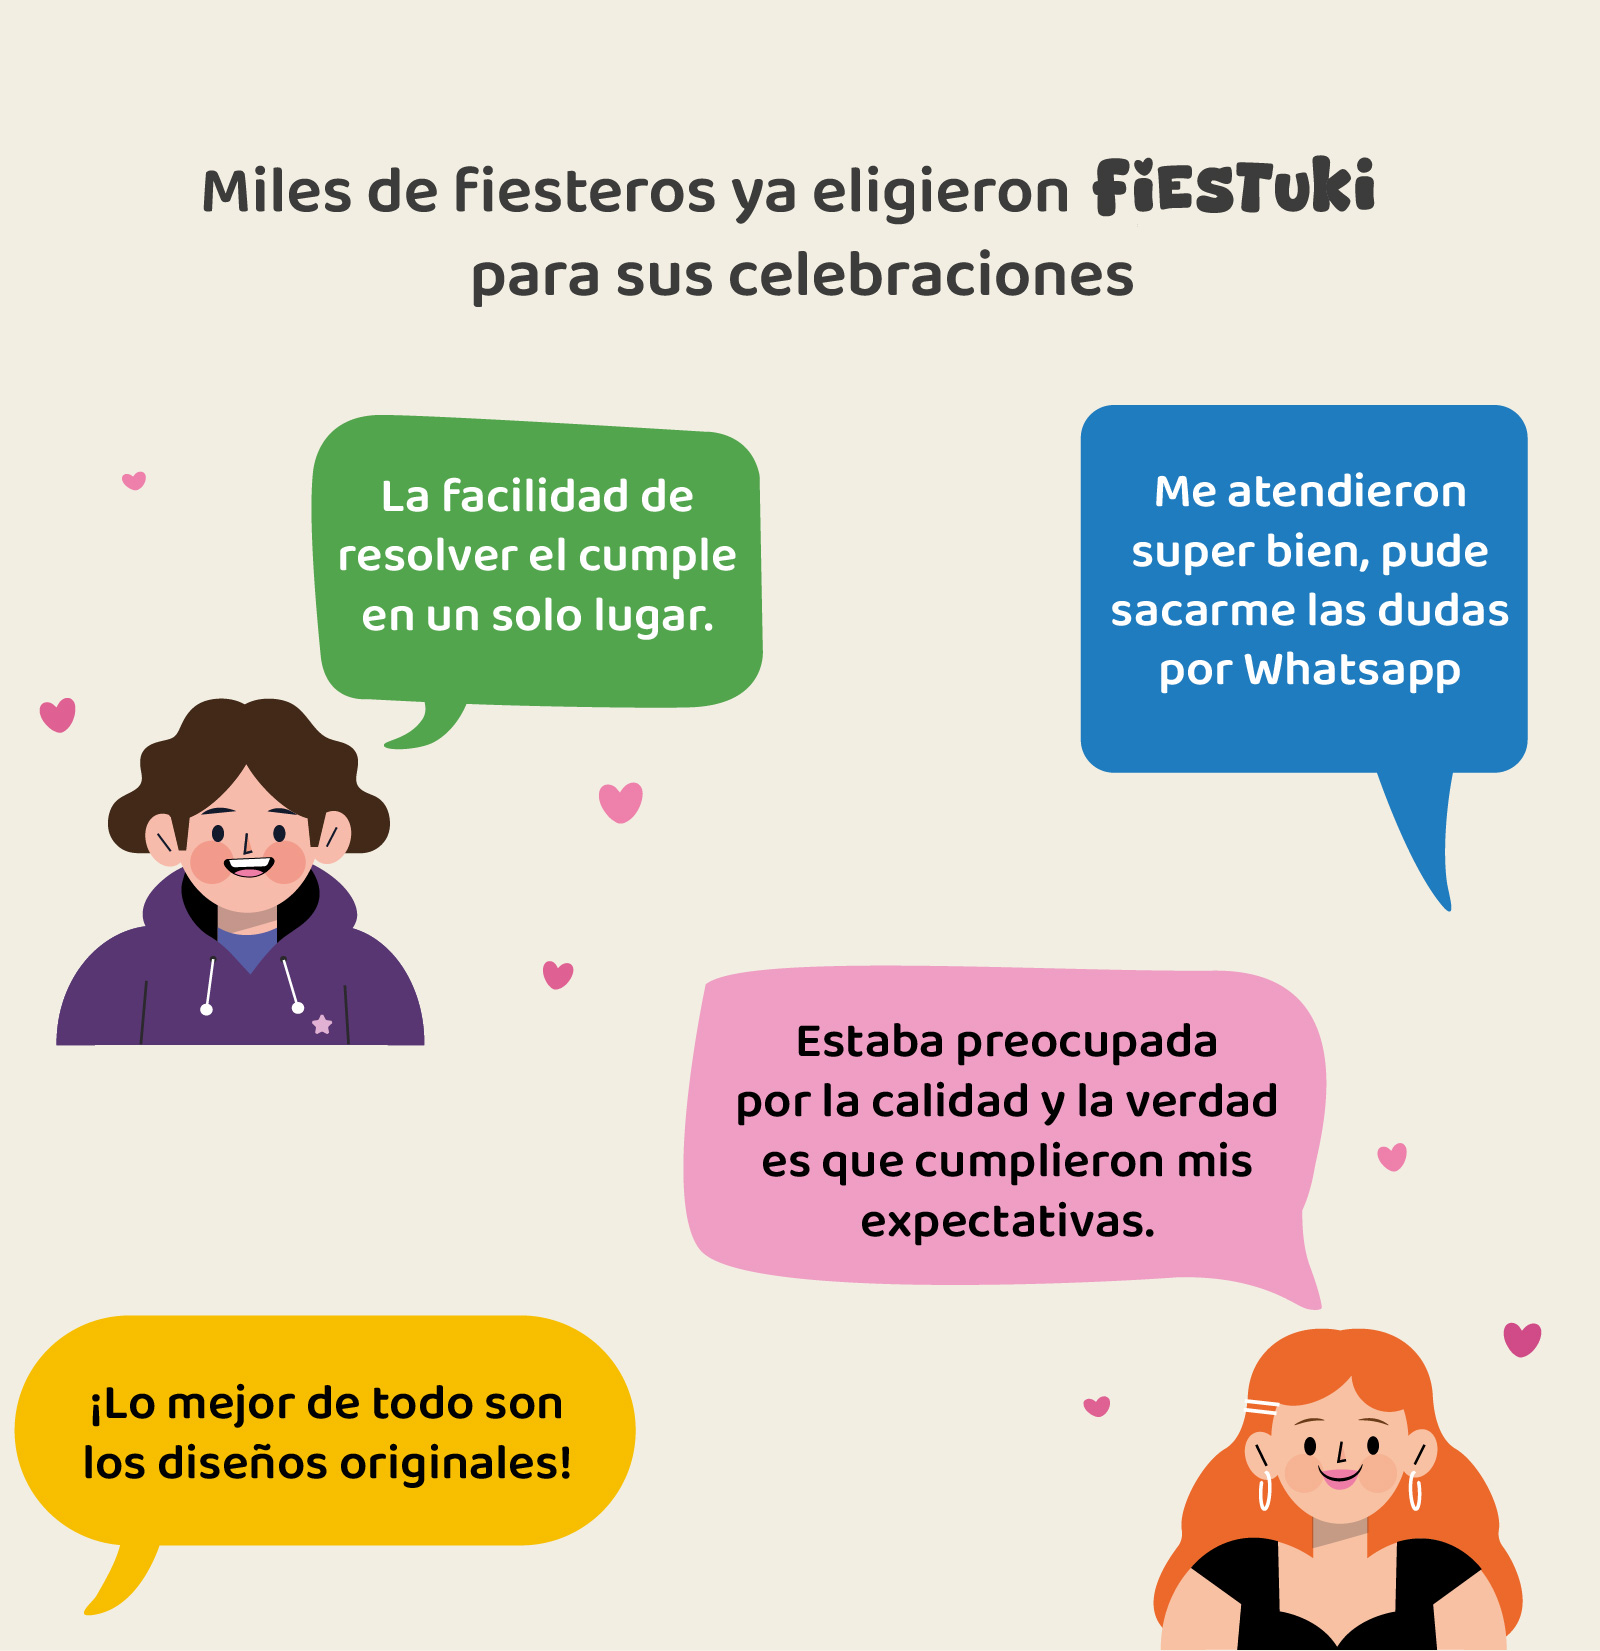 Miles de fiesteros ya eligieron fiESTuki
para sus celebraciones
La facilidad de
resolver el cumple
en un solo lugar.
Me atendieron
super bien, pude
sacarme las dudas
por Whatsapp
Estaba preocupada
por la calidad y la verdad
es que cumplieron mis
expectativas.
¡Lo mejor de todo son
los diseños originales!